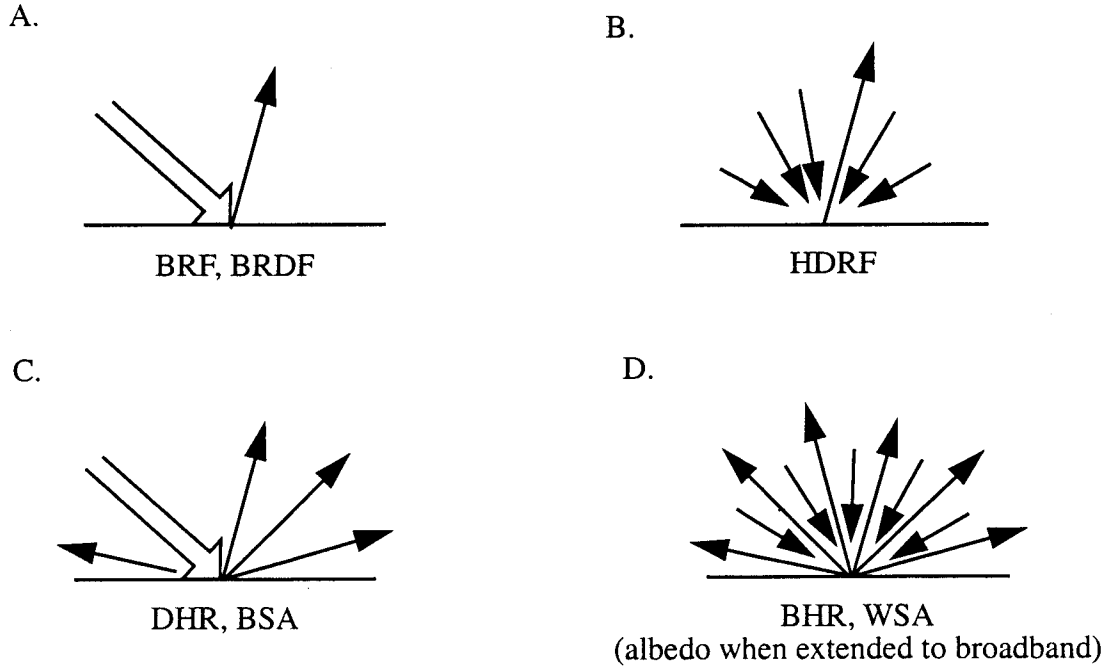 A.
B.
BRF, BRDF
HDRF
C.
D.
DHR, BSA
BHR, WSA
(albedo when extended to broadband)